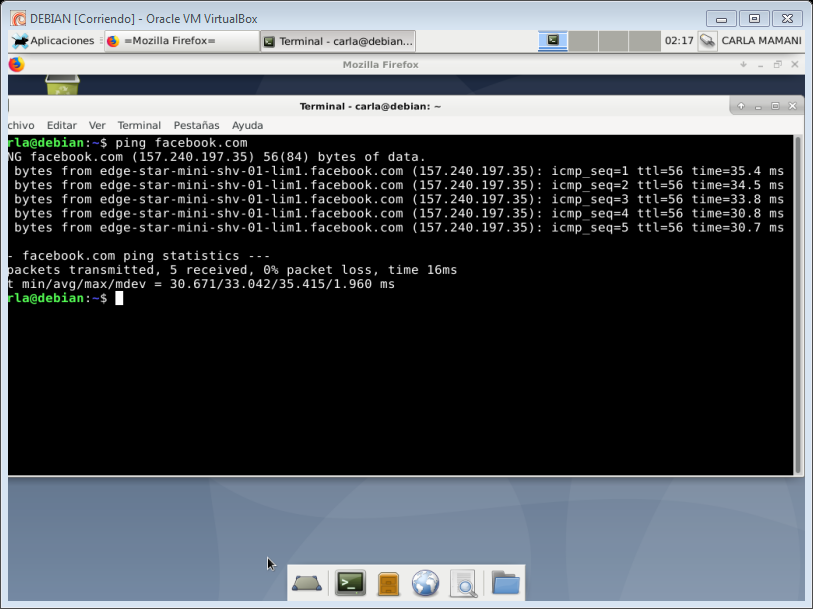 DEBIAN [Corriendo] - Oracle VM VirtualBox
Aplicaciones =Mozilla Firefox= Terminal - carla@debian... 02:17 CARLA MAMANI
Mozilla Firefox
Terminal - carla@debian: ~
chivo Editar Ver Terminal Pestañas Ayuda
rla@debian:~$ ping facebook.com
NG facebook.com (157.240.197.35) 56(84) bytes of data.
bytes from edge-star-mini-shv-01-lim1.facebook.com (157.240.197.35): icmp_seq=1 ttl=56 time=35.4 ms
bytes from edge-star-mini-shv-01-lim1.facebook.com (157.240.197.35): icmp_seq=2 ttl=56 time=34.5 ms
bytes from edge-star-mini-shv-01-lim1.facebook.com (157.240.197.35): icmp_seq=3 ttl=56 time=33.8 ms
bytes from edge-star-mini-shv-01-lim1.facebook.com (157.240.197.35): icmp_seq=4 ttl=56 time=30.8 ms
bytes from edge-star-mini-shv-01-lim1.facebook.com (157.240.197.35): icmp_seq=5 ttl=56 time=30.7 ms
- facebook.com ping statistics ---
packets transmitted, 5 received, 0% packet loss, time 16ms
t min/avg/max/mdev = 30.671/33.042/35.415/1.960 ms
rla@debian:~$